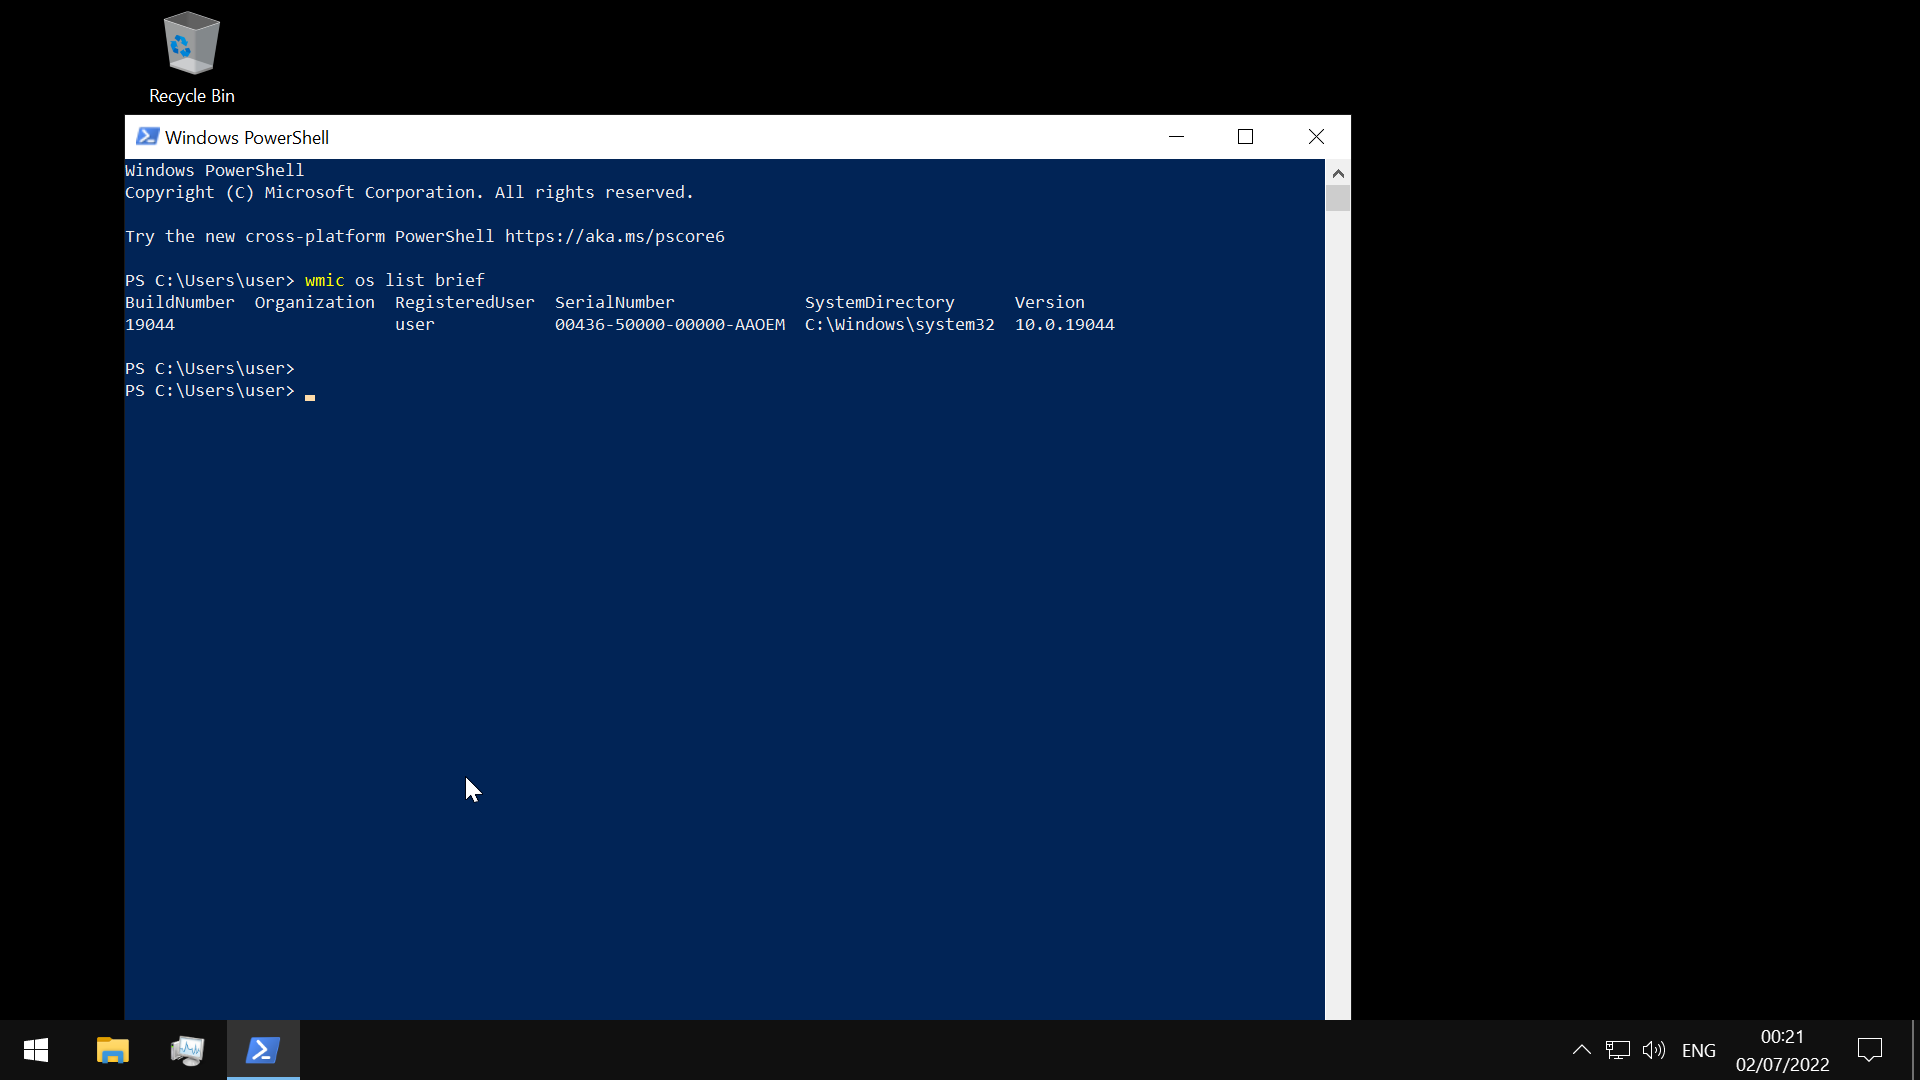 Recycle Bin
Windows PowerShell
Windows PowerShell
Copyright (C) Microsoft Corporation. All rights reserved.
Try the new cross-platform PowerShell https://aka.ms/pscore6
PS C:\Users\user> wmic os list brief
BuildNumber  Organization  RegisteredUser  SerialNumber             SystemDirectory      Version
19044                      user            00436-50000-00000-AAOEM  C:\Windows\system32  10.0.19044
PS C:\Users\user>
PS C:\Users\user>
ENG
00:21
02/07/2022